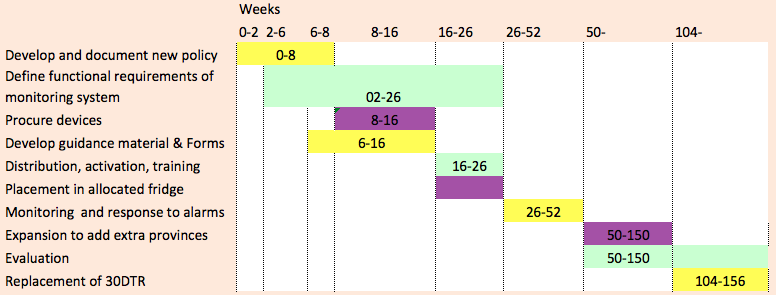 Weeks
0-2 2-6 6-8 8-16 16-26 26-52 50- 104-
Develop and document new policy 0-8
Define functional requirements of
monitoring system 02-26
Procure devices 8-16
Develop guidance material & Forms 6-16
Distribution, activation, training 16-26
Placement in allocated fridge
Monitoring and response to alarms 26-52
Expansion to add extra provinces 50-150
Evaluation 50-150
Replacement of 30DTR 104-156